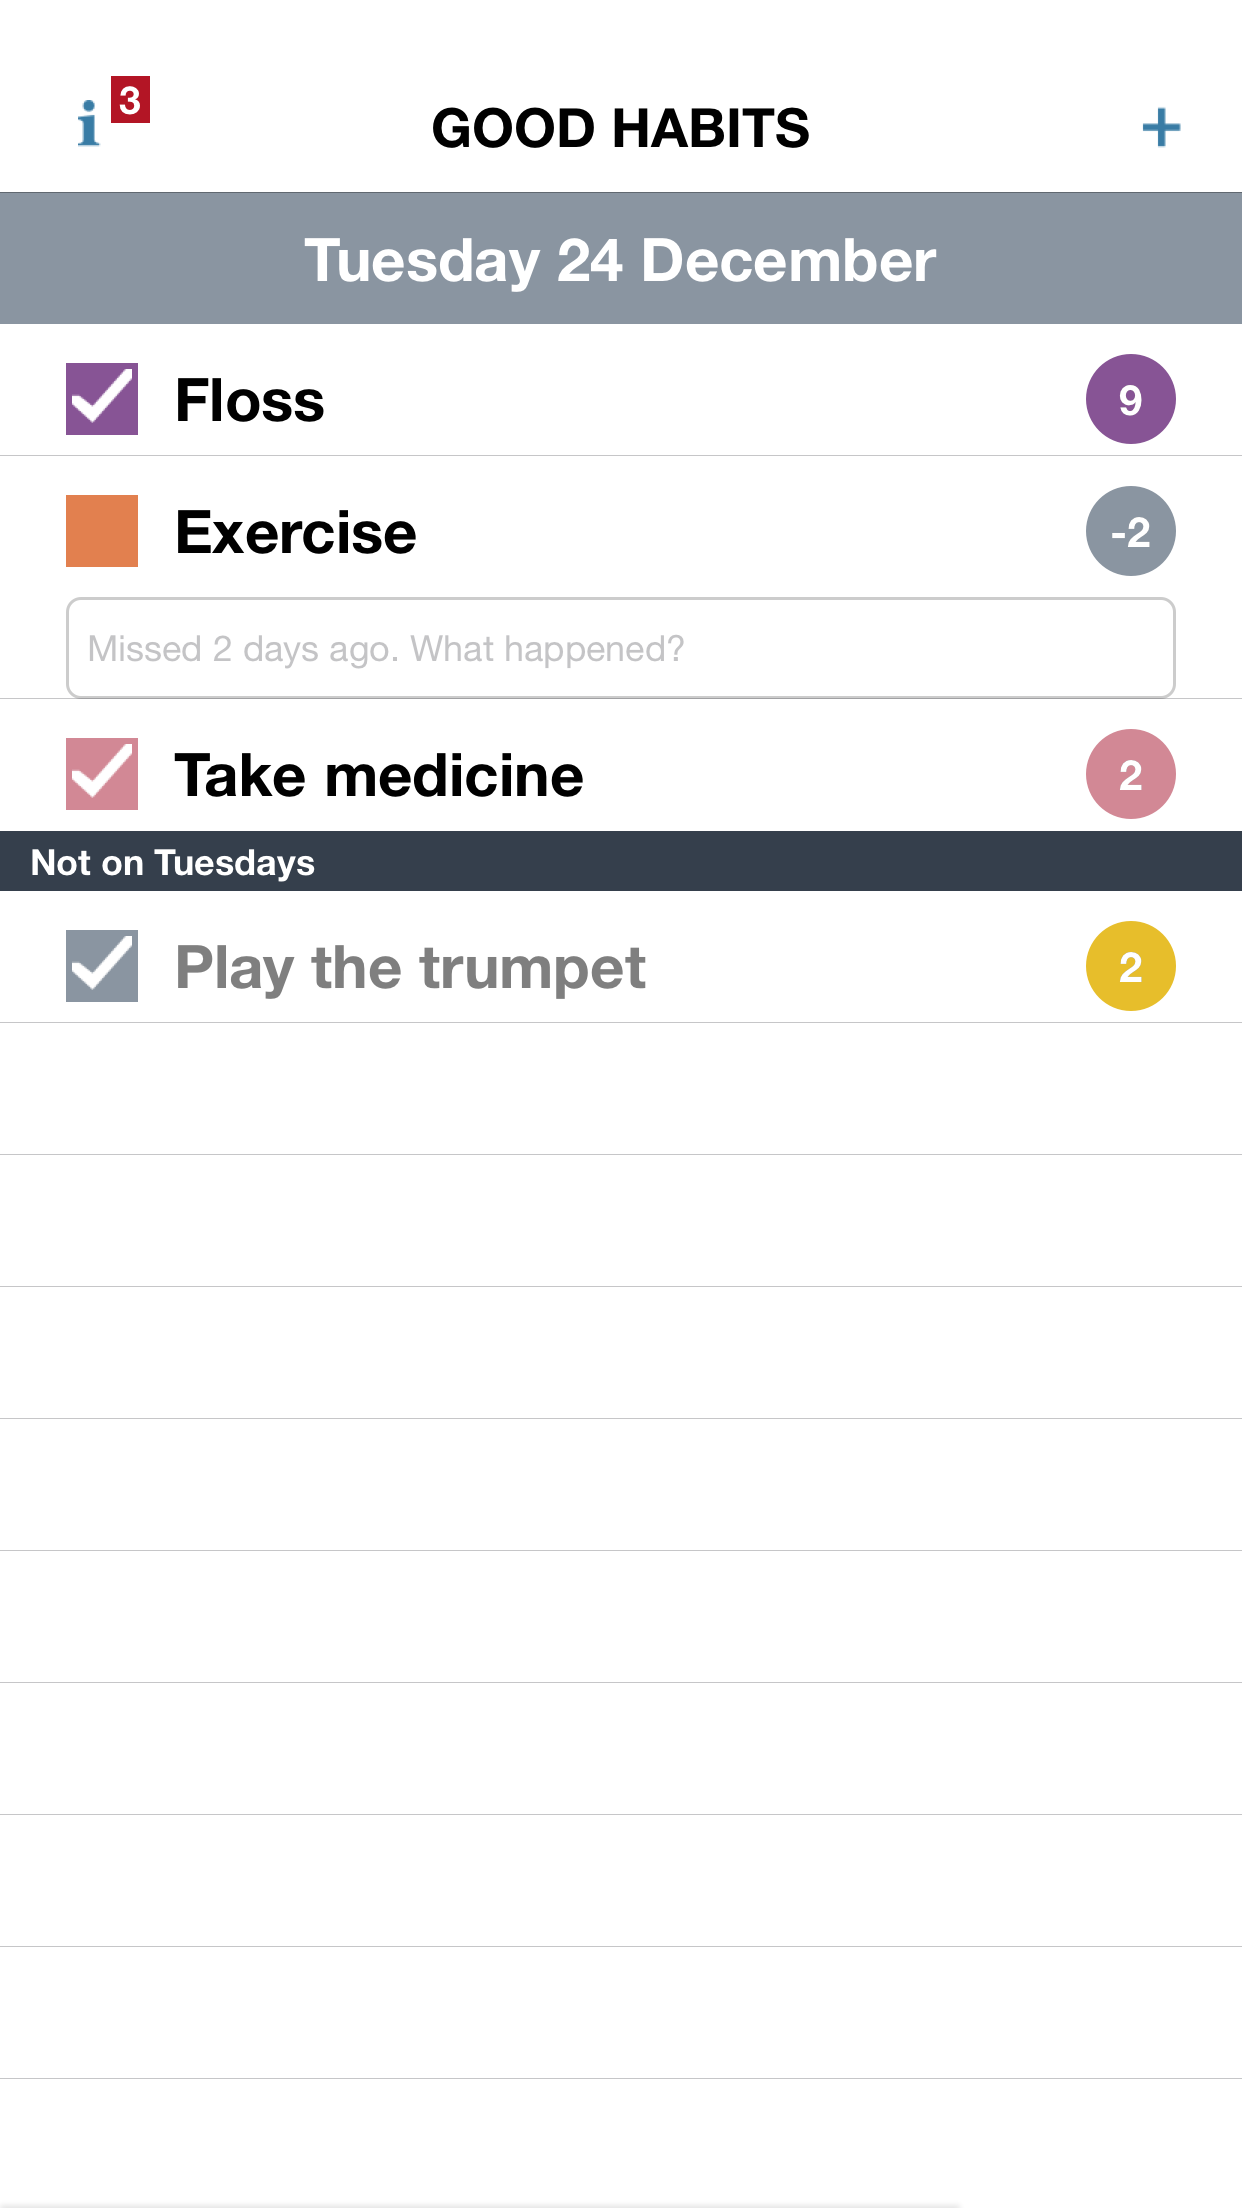 i 3
GOOD HABITS
+
Tuesday 24 December
Floss 9
Exercise -2
Missed 2 days ago. What happened?
Take medicine 2
Not on Tuesdays
Play the trumpet 2